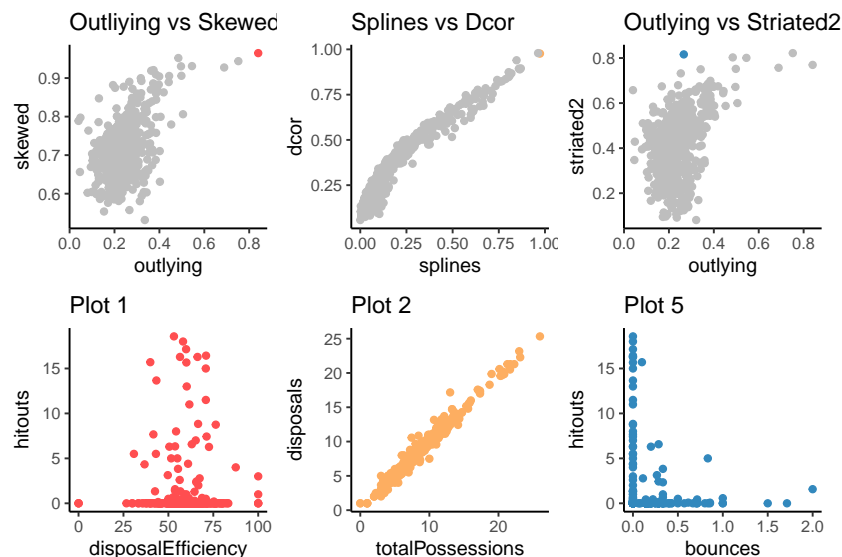 Outliying vs Skewed
Splines vs Dcor
Outlying vs Striated2
0.9
0.8
0.7
0.6
skewed
0.0 0.2 0.4 0.6 0.8
outlying
1.00
0.75
0.50
0.25
dcor
0.00 0.25 0.50 0.75 1.00
splines
0.8
0.6
0.4
0.2
striated2
0.0 0.2 0.4 0.6 0.8
outlying
Plot 1
Plot 2
Plot 5
15
10
5
0
hitouts
0 25 50 75 100
disposalEfficiency
25
20
15
10
5
0
disposals
0 10 20
totalPossessions
15
10
5
0
hitouts
0.0 0.5 1.0 1.5 2.0
bounces